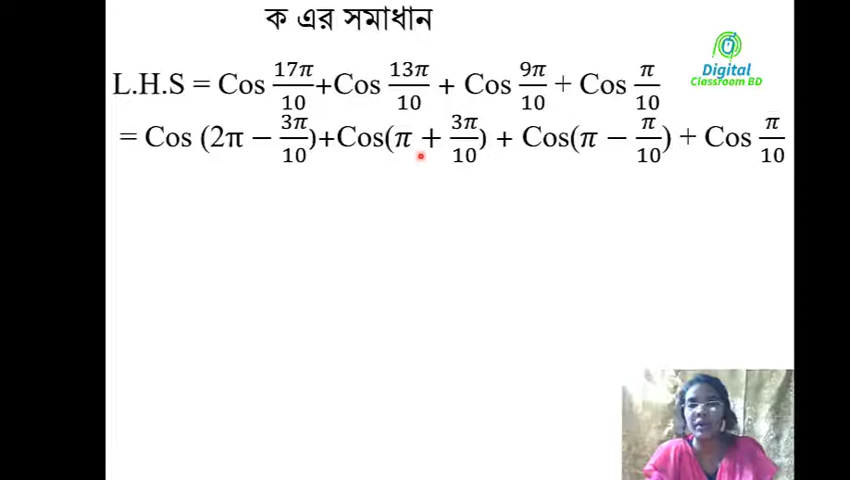 ক এর সমাধান
Digital
Classroom BD
L.H.S = Cos 17π/10+Cos 13π/10 + Cos 9π/10 + Cos π/10
= Cos (2π − 3π/10)+Cos(π + 3π/10) + Cos(π − π/10) + Cos π/10